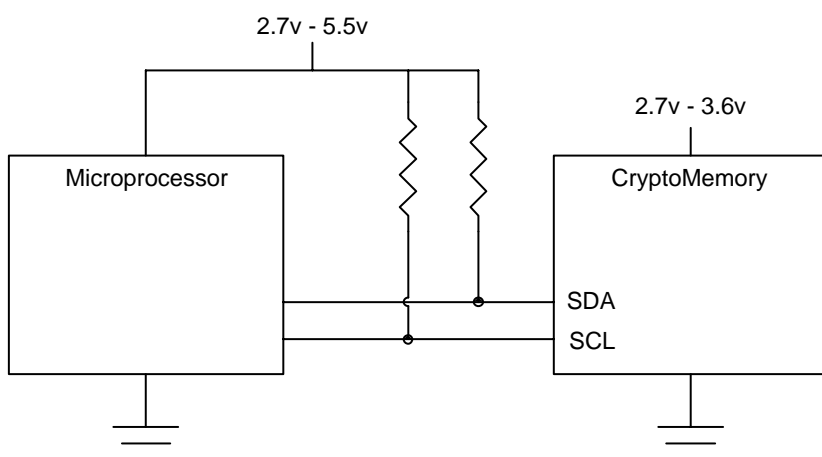 2.7v - 5.5v
2.7v - 3.6v
Microprocessor
CryptoMemory
SDA
SCL